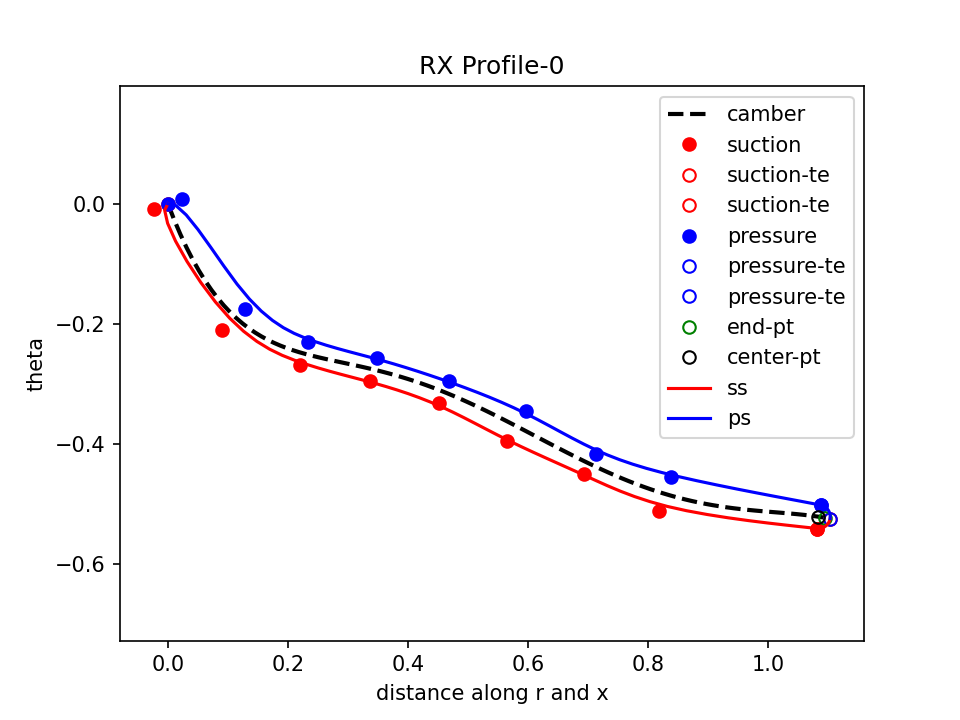 RX Profile-0
camber
suction
suction-te
suction-te
pressure
pressure-te
pressure-te
end-pt
center-pt
ss
ps
0.0
−0.2
−0.4
−0.6
theta
0.0 0.2 0.4 0.6 0.8 1.0
distance along r and x